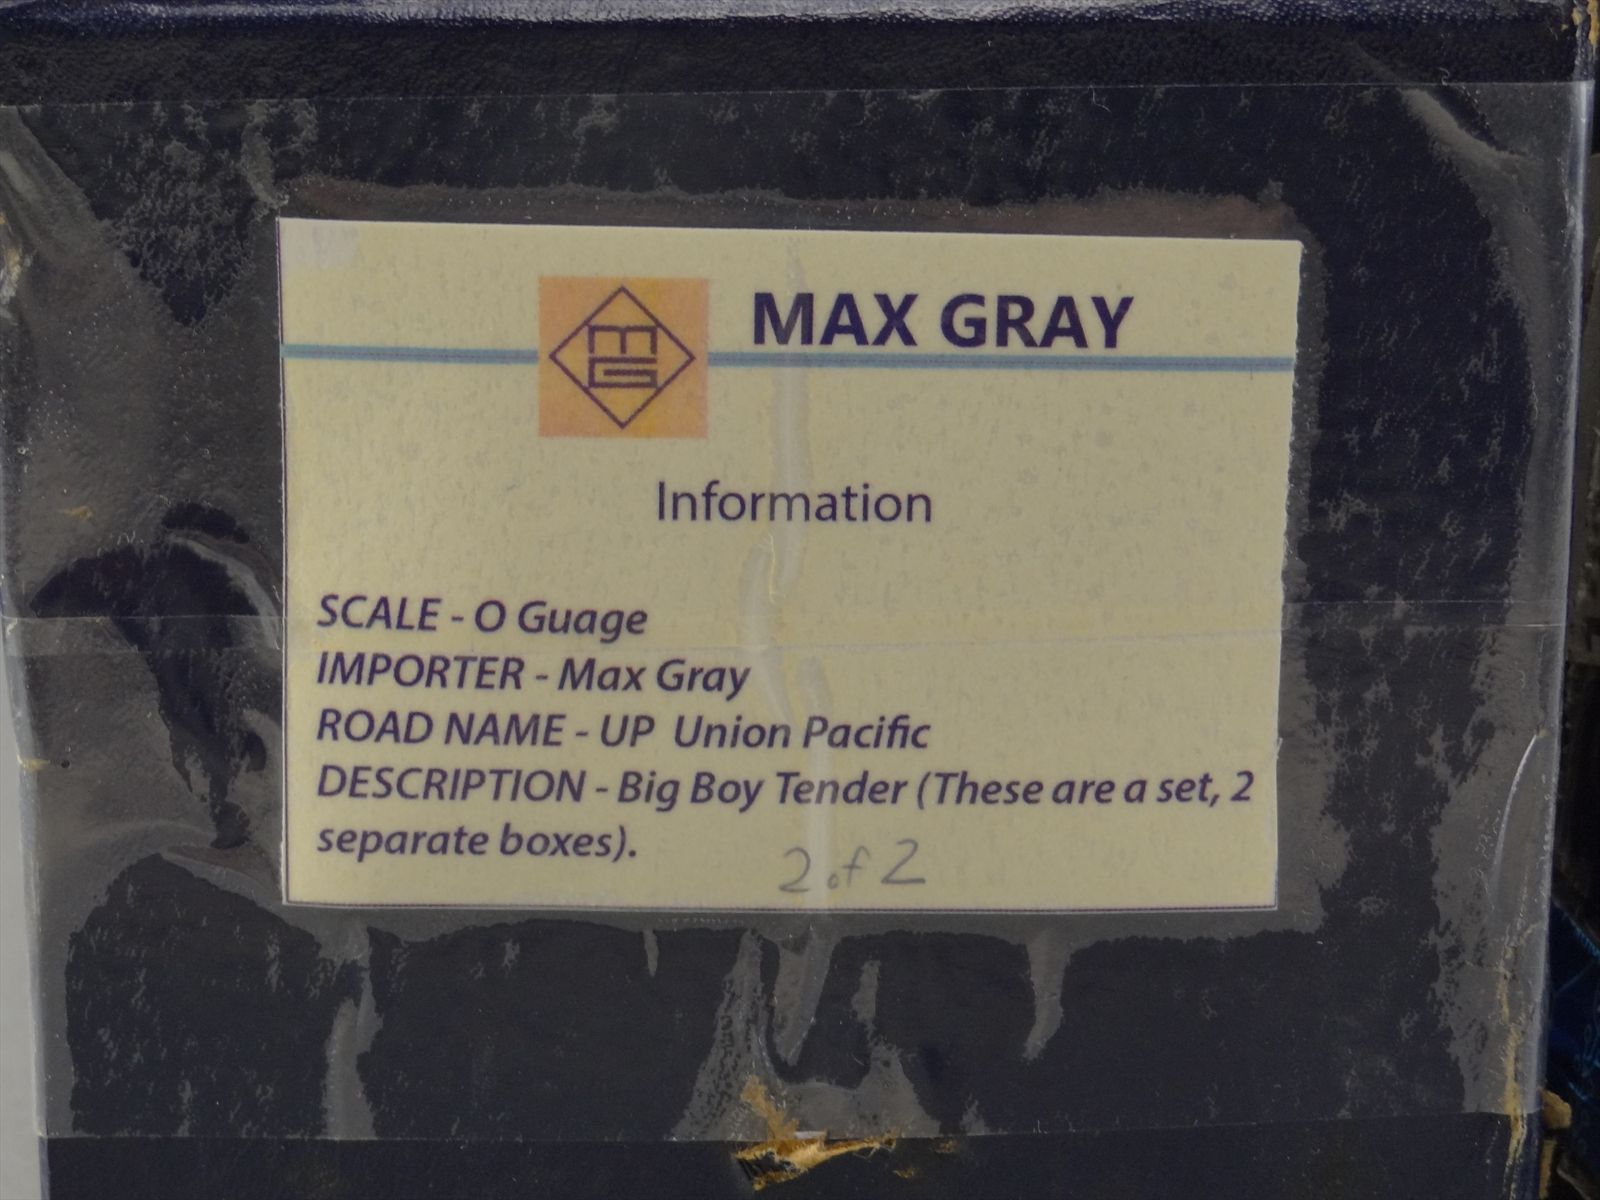 MG
MAX GRAY
Information
SCALE - O Guage
IMPORTER - Max Gray
ROAD NAME - UP Union Pacific
DESCRIPTION - Big Boy Tender (These are a set, 2
separate boxes).
2 of 2